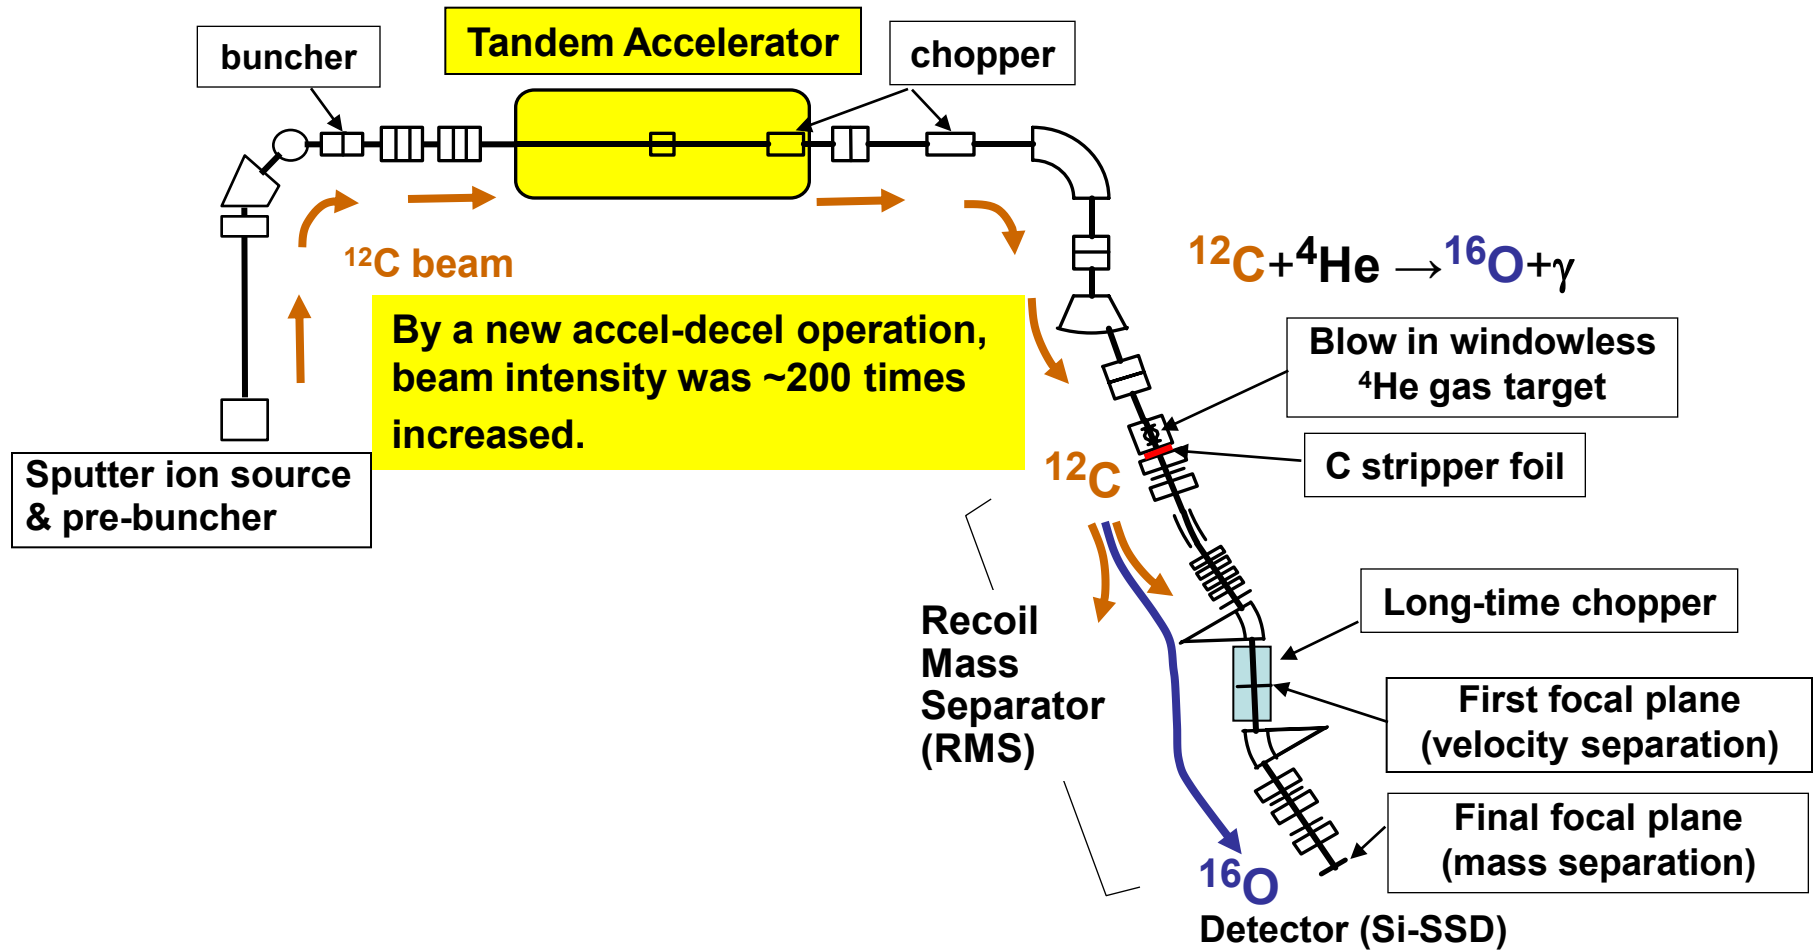 Tandem Accelerator
buncher
chopper
¹²C beam
¹²C+⁴He →¹⁶O+γ
By a new accel-decel operation,
beam intensity was ~200 times
increased.
Blow in windowless
⁴He gas target
C stripper foil
Sputter ion source
& pre-buncher
¹²C
Long-time chopper
Recoil
Mass
Separator
(RMS)
First focal plane
(velocity separation)
Final focal plane
(mass separation)
¹⁶O
Detector (Si-SSD)